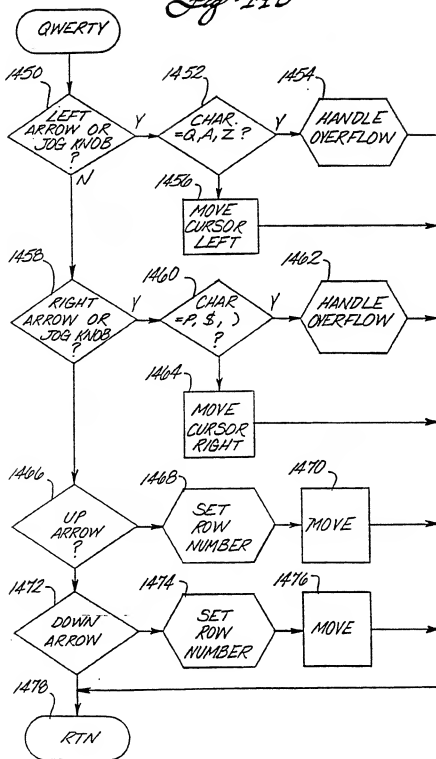 QWERTY
1450
LEFT
ARROW OR
JOG KNOB
?
Y
N
1452
CHAR.
=Q,A,Z?
Y
1454
HANDLE
OVERFLOW
1456
MOVE
CURSOR
LEFT
1458
RIGHT
ARROW OR
JOG KNOB
?
Y
1460
CHAR
=P,$, )
?
Y
1462
HANDLE
OVERFLOW
1464
MOVE
CURSOR
RIGHT
1466
UP
ARROW
?
1468
SET
ROW
NUMBER
1470
MOVE
1472
DOWN
ARROW
1474
SET
ROW
NUMBER
1476
MOVE
1478
RTN